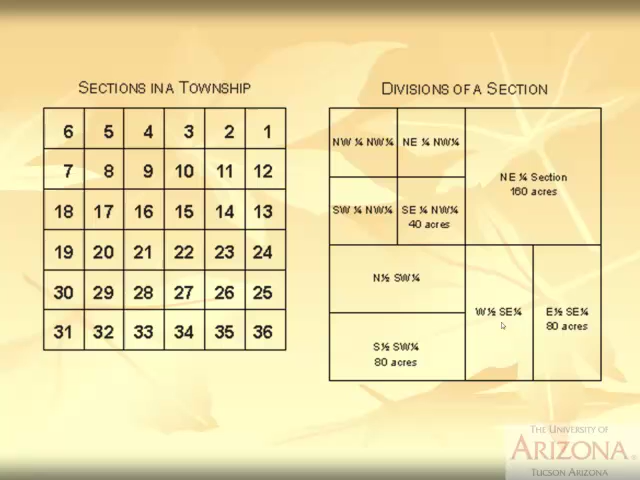 SECTIONS IN A TOWNSHIP
6 5 4 3 2 1
7 8 9 10 11 12
18 17 16 15 14 13
19 20 21 22 23 24
30 29 28 27 26 25
31 32 33 34 35 36
DIVISIONS OF A SECTION
NW ¼ NW¼
NE ¼ NW¼
NE ¼ Section
160 acres
SW ¼ NW¼
SE ¼ NW¼
40 acres
N½ SW¼
W½ SE¼
E½ SE¼
80 acres
S½ SW¼
80 acres
THE UNIVERSITY OF
ARIZONA®
TUCSON ARIZONA